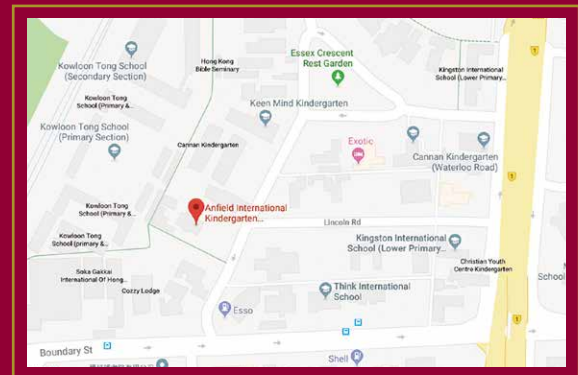 Kowloon Tong School
(Secondary Section)
Hong Kong
Bible Seminary
Essex Crescent
Rest Garden
Kingston International
School (Lower Primary...
Kowloon Tong
School (Primary &...
Keen Mind Kindergarten
Kowloon Tong School
(Primary Section)
Cannan Kindergarten
Exotic
Cannan Kindergarten
(Waterloo Road)
1
Kowloon Tong
School (Primary &...
Anfield International
Kindergarten...
Lincoln Rd
Kowloon Tong
School (primary &...
Kingston International
School (Lower Primary...
Soka Gakkai
International Of Hong...
Cozzy Lodge
Christian Youth
Centre Kindergarten
School
Think International
School
Esso
1
1
Boundary St
Shell